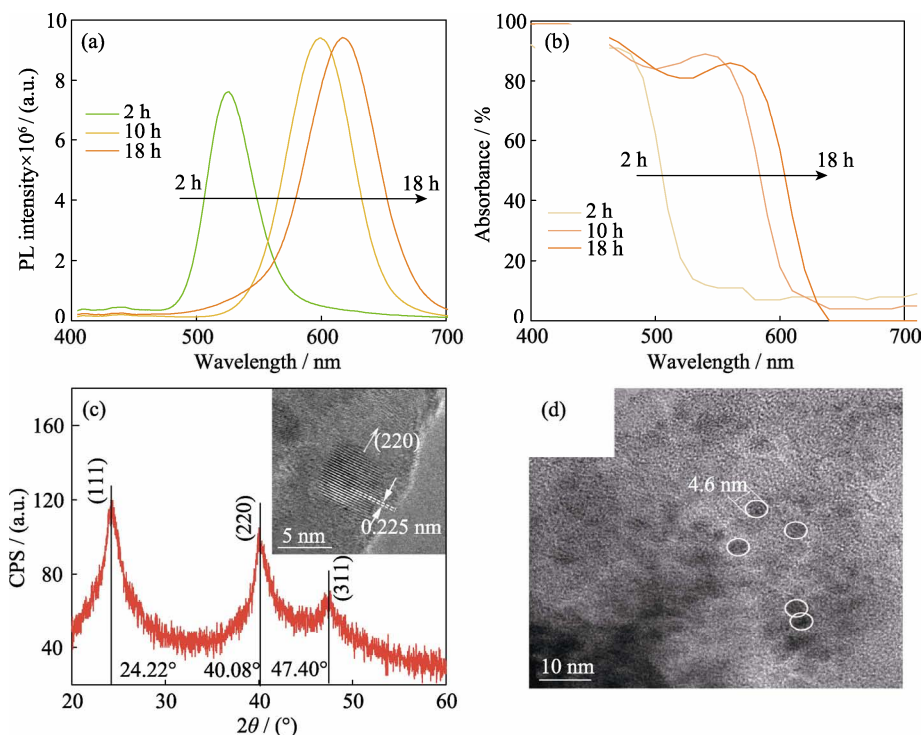 (a)
PL intensity×10⁶ / (a.u.)
10
8
6
4
2
0
2 h
10 h
18 h
2 h
18 h
400
500
600
700
Wavelength / nm
(b)
Absorbance / %
100
80
60
40
20
0
2 h
18 h
2 h
10 h
18 h
400
500
600
700
Wavelength / nm
(c)
CPS / (a.u.)
160
120
80
40
(111)
(220)
(311)
(220)
0.225 nm
5 nm
24.22°
40.08°
47.40°
20
30
40
50
60
2θ / (°)
(d)
4.6 nm
10 nm